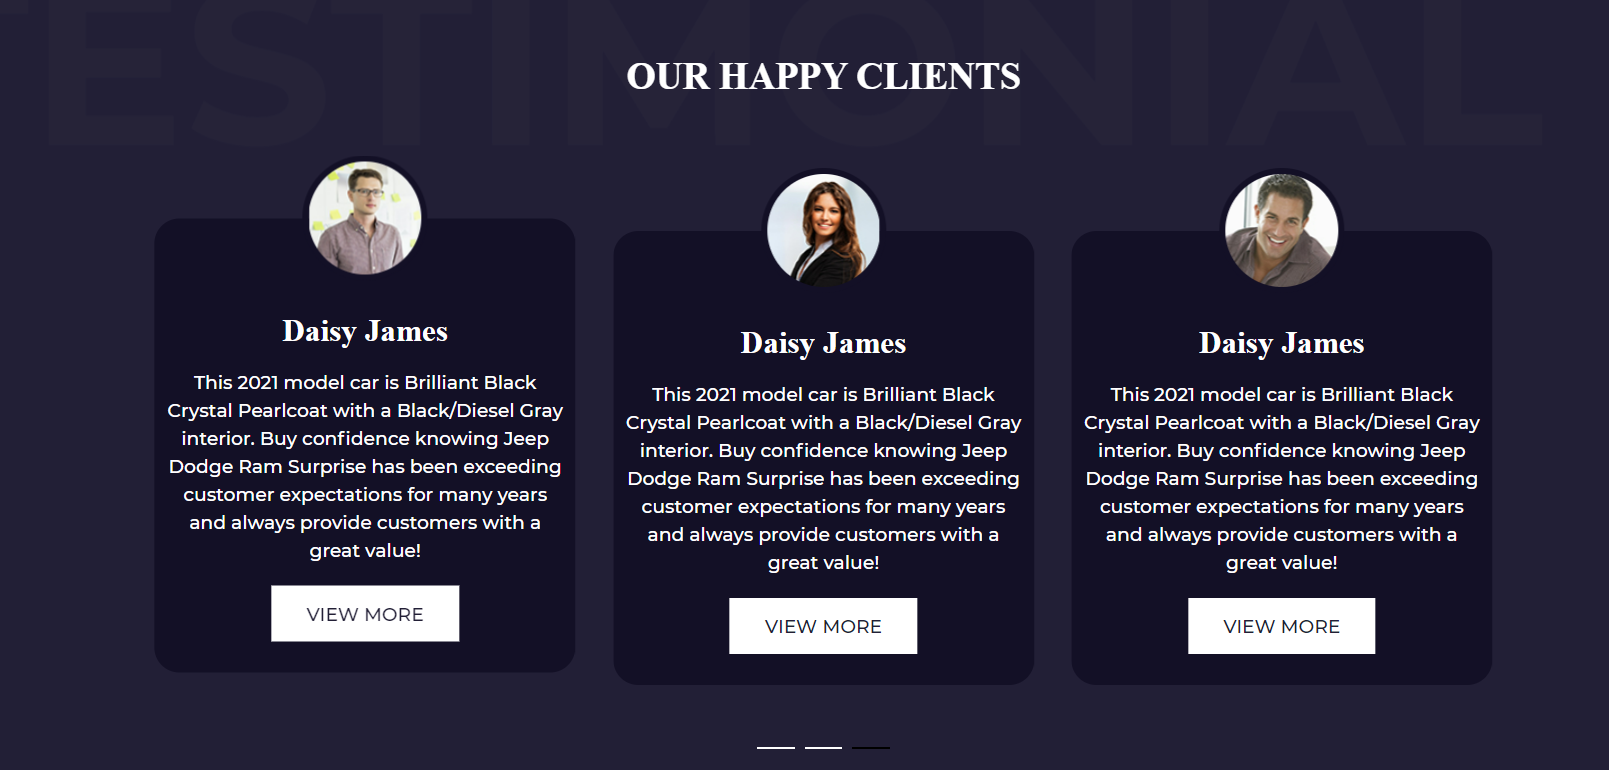 TESTIMONIAL
OUR HAPPY CLIENTS
Daisy James
This 2021 model car is Brilliant Black
Crystal Pearlcoat with a Black/Diesel Gray
interior. Buy confidence knowing Jeep
Dodge Ram Surprise has been exceeding
customer expectations for many years
and always provide customers with a
great value!
VIEW MORE
Daisy James
This 2021 model car is Brilliant Black
Crystal Pearlcoat with a Black/Diesel Gray
interior. Buy confidence knowing Jeep
Dodge Ram Surprise has been exceeding
customer expectations for many years
and always provide customers with a
great value!
VIEW MORE
Daisy James
This 2021 model car is Brilliant Black
Crystal Pearlcoat with a Black/Diesel Gray
interior. Buy confidence knowing Jeep
Dodge Ram Surprise has been exceeding
customer expectations for many years
and always provide customers with a
great value!
VIEW MORE